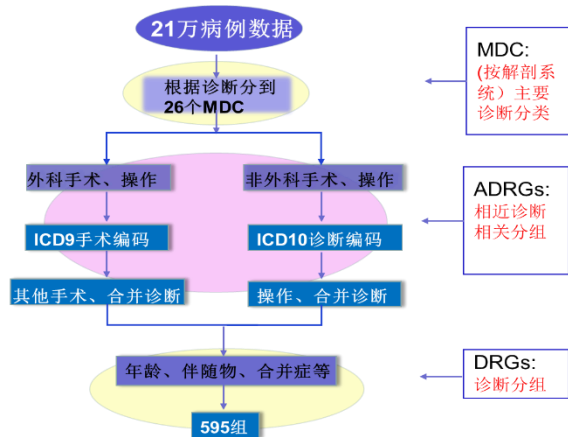 21万病例数据
根据诊断分到
26个MDC
外科手术、操作
非外科手术、操作
ICD9手术编码
ICD10诊断编码
其他手术、合并诊断
操作、合并诊断
年龄、伴随物、合并症等
595组
MDC:
(按解剖系
统）主要
诊断分类
ADRGs:
相近诊断
相关分组
DRGs:
诊断分组